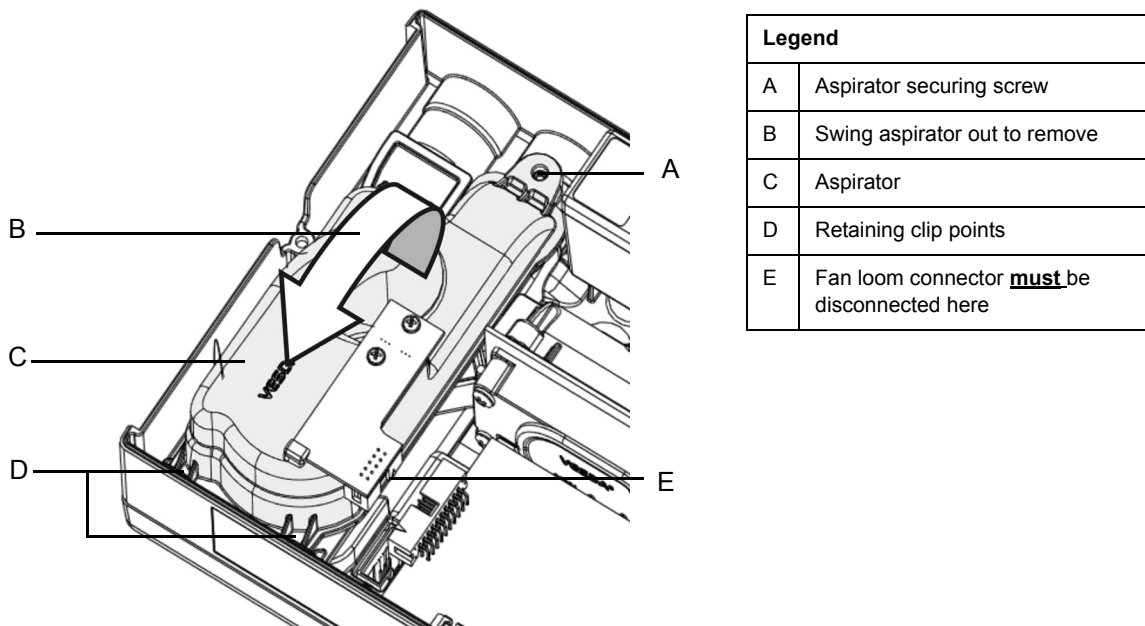 A
B
C
D
E
VESDA
Legend
A Aspirator securing screw
B Swing aspirator out to remove
C Aspirator
D Retaining clip points
E Fan loom connector must be
disconnected here